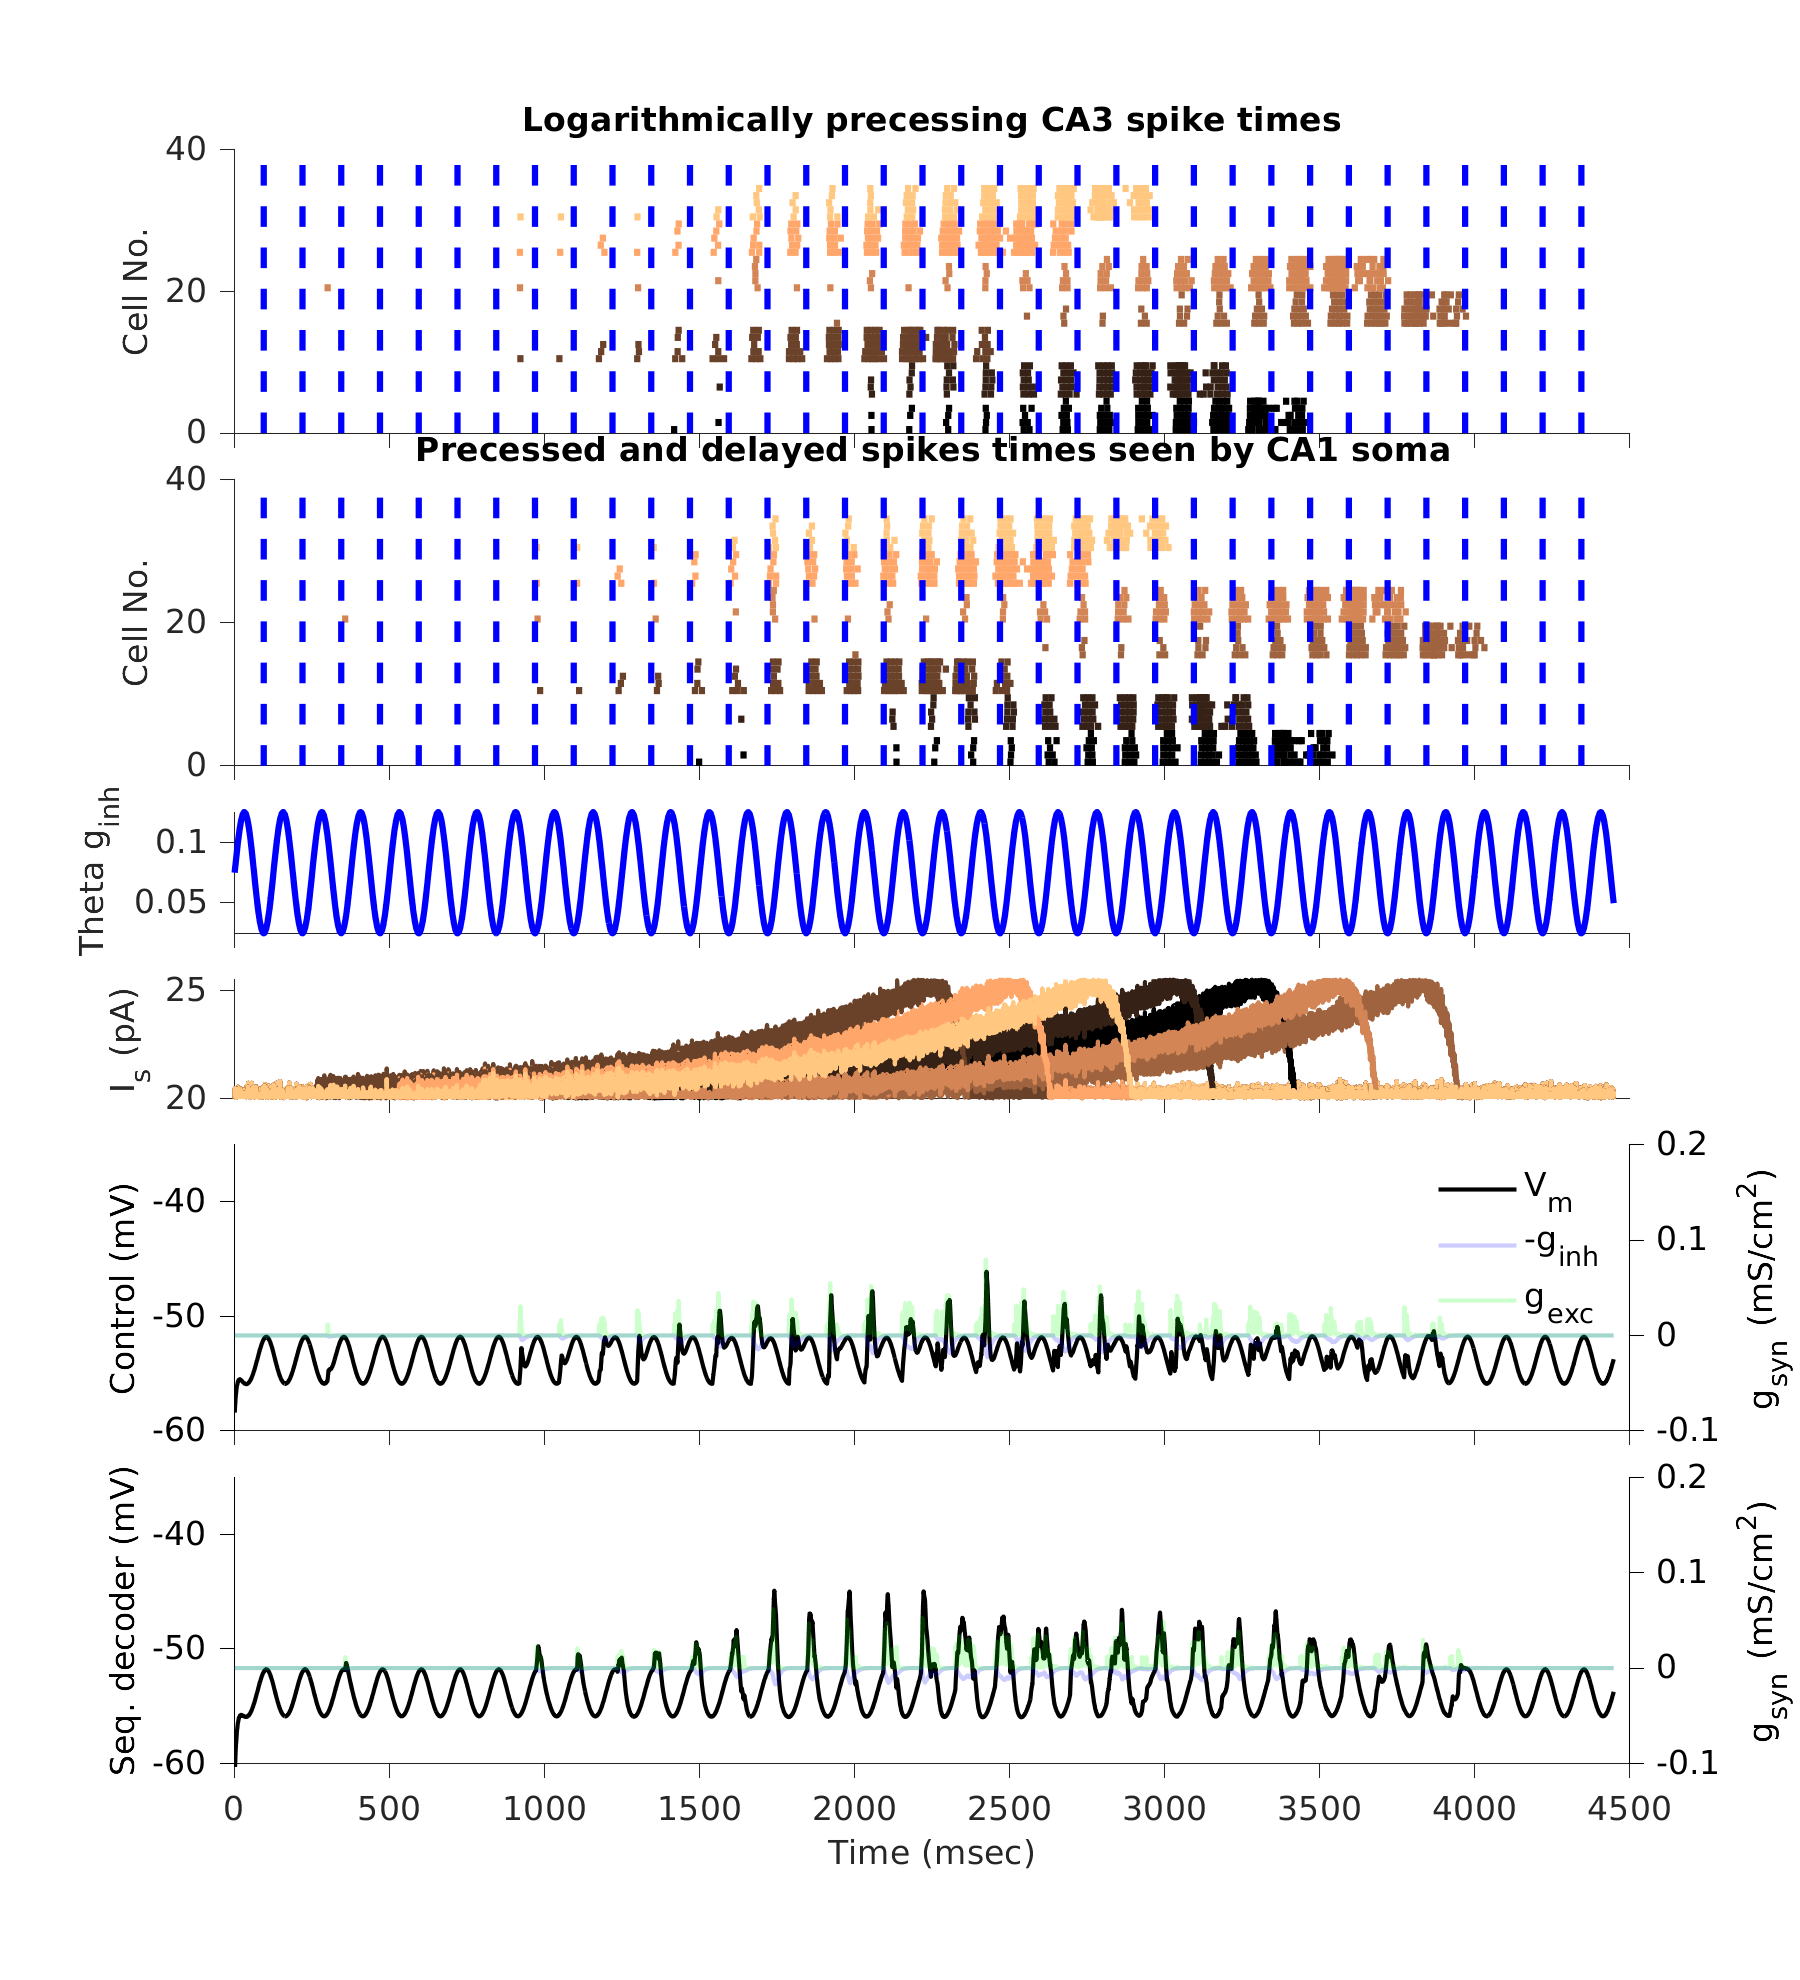 Logarithmically precessing CA3 spike times
40
20
0
Cell No.
Precessed and delayed spikes times seen by CA1 soma
40
20
0
Cell No.
0.1
0.05
Theta g_inh
25
20
I_s (pA)
-40
-50
-60
Control (mV)
V_m
-g_inh
g_exc
0.2
0.1
0
-0.1
g_syn (mS/cm^2)
-40
-50
-60
Seq. decoder (mV)
0.2
0.1
0
-0.1
g_syn (mS/cm^2)
0 500 1000 1500 2000 2500 3000 3500 4000 4500
Time (msec)